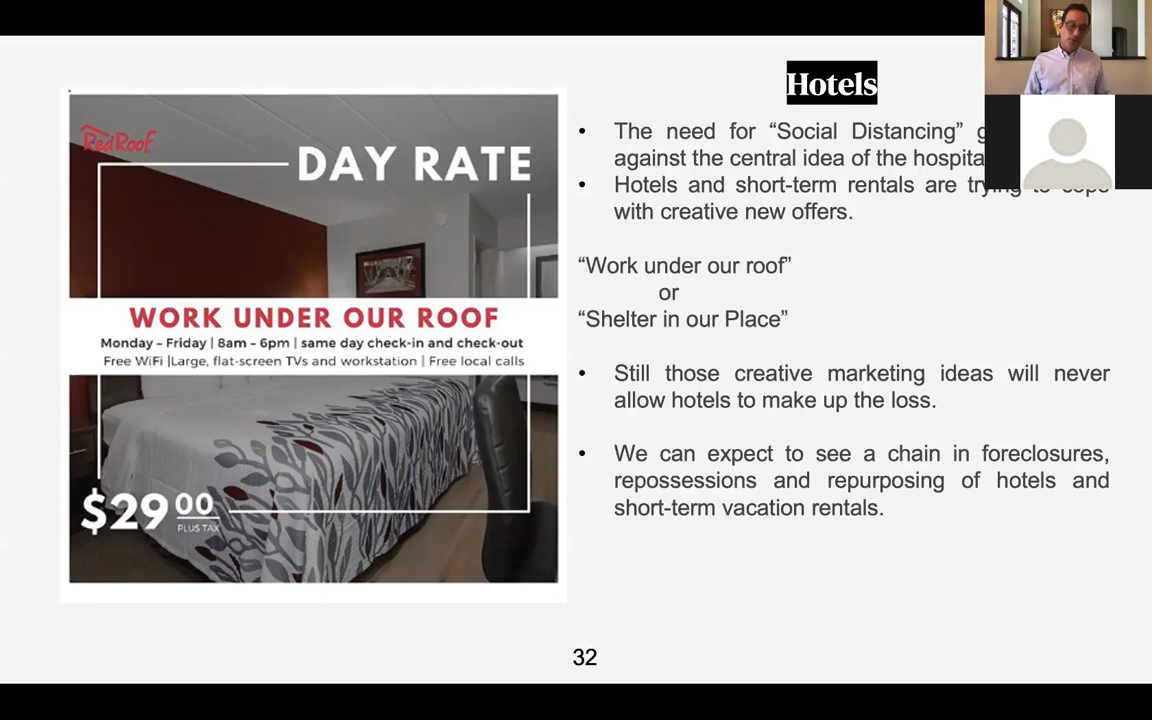 RedRoof
DAY RATE
WORK UNDER OUR ROOF
Monday – Friday | 8am – 6pm | same day check-in and check-out
Free WiFi |Large, flat-screen TVs and workstation | Free local calls
$29 00
PLUS TAX
Hotels
• The need for “Social Distancing”
against the central idea of the
• Hotels and short-term rentals are trying to cope
with creative new offers.
“Work under our roof”
or
“Shelter in our Place”
• Still those creative marketing ideas will never
allow hotels to make up the loss.
• We can expect to see a chain in foreclosures,
repossessions and repurposing of hotels and
short-term vacation rentals.
32